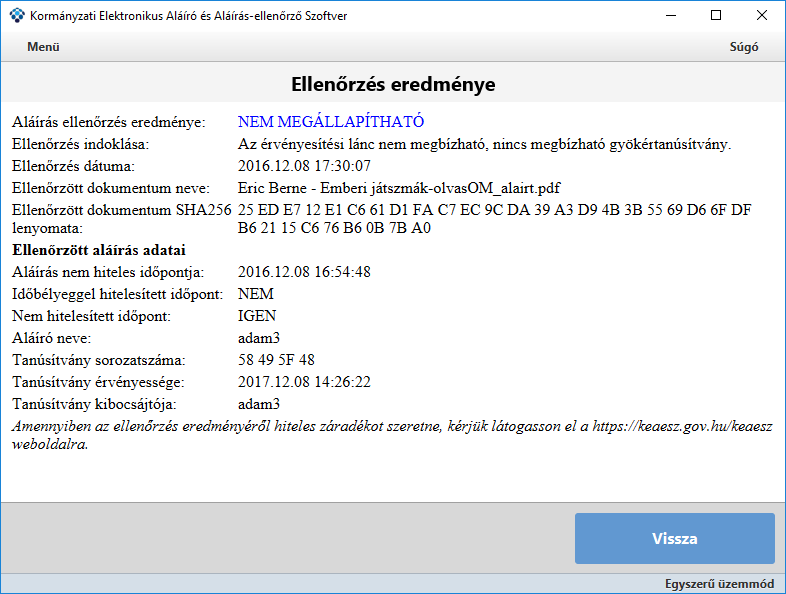 Kormányzati Elektronikus Aláíró és Aláírás-ellenőrző Szoftver
Menü Súgó
Ellenőrzés eredménye
Aláírás ellenőrzés eredménye: NEM MEGÁLLAPÍTHATÓ
Ellenőrzés indoklása: Az érvényesítési lánc nem megbízható, nincs megbízható gyökértanúsítvány.
Ellenőrzés dátuma: 2016.12.08 17:30:07
Ellenőrzött dokumentum neve: Eric Berne - Emberi játszmák-olvasOM_alairt.pdf
Ellenőrzött dokumentum SHA256 25 ED E7 12 E1 C6 61 D1 FA C7 EC 9C DA 39 A3 D9 4B 3B 55 69 D6 6F DF
lenyomata: B6 21 15 C6 76 B6 0B 7B A0
Ellenőrzött aláírás adatai
Aláírás nem hiteles időpontja: 2016.12.08 16:54:48
Időbélyeggel hitelesített időpont: NEM
Nem hitelesített időpont: IGEN
Aláíró neve: adam3
Tanúsítvány sorozatszáma: 58 49 5F 48
Tanúsítvány érvényessége: 2017.12.08 14:26:22
Tanúsítvány kibocsájtója: adam3
Amennyiben az ellenőrzés eredményéről hiteles záradékot szeretne, kérjük látogasson el a https://keaesz.gov.hu/keaesz
weboldalra.
Vissza
Egyszerű üzemmód